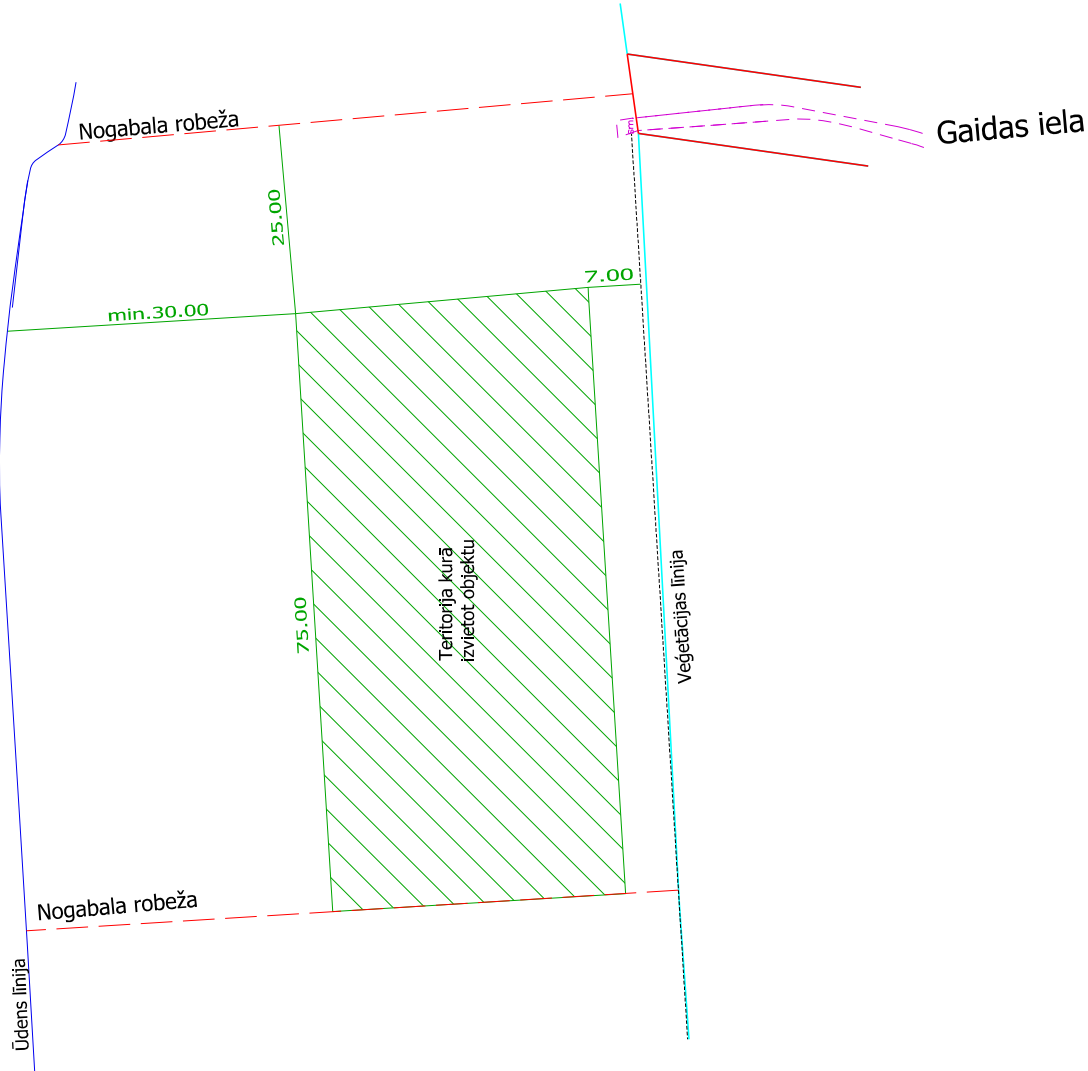 Nogabala robeža
Gaidas iela
25.00
7.00
min.30.00
Teritorija kurā
izvietot objektu
75.00
Veģetācijas līnija
Nogabala robeža
Ūdens līnija